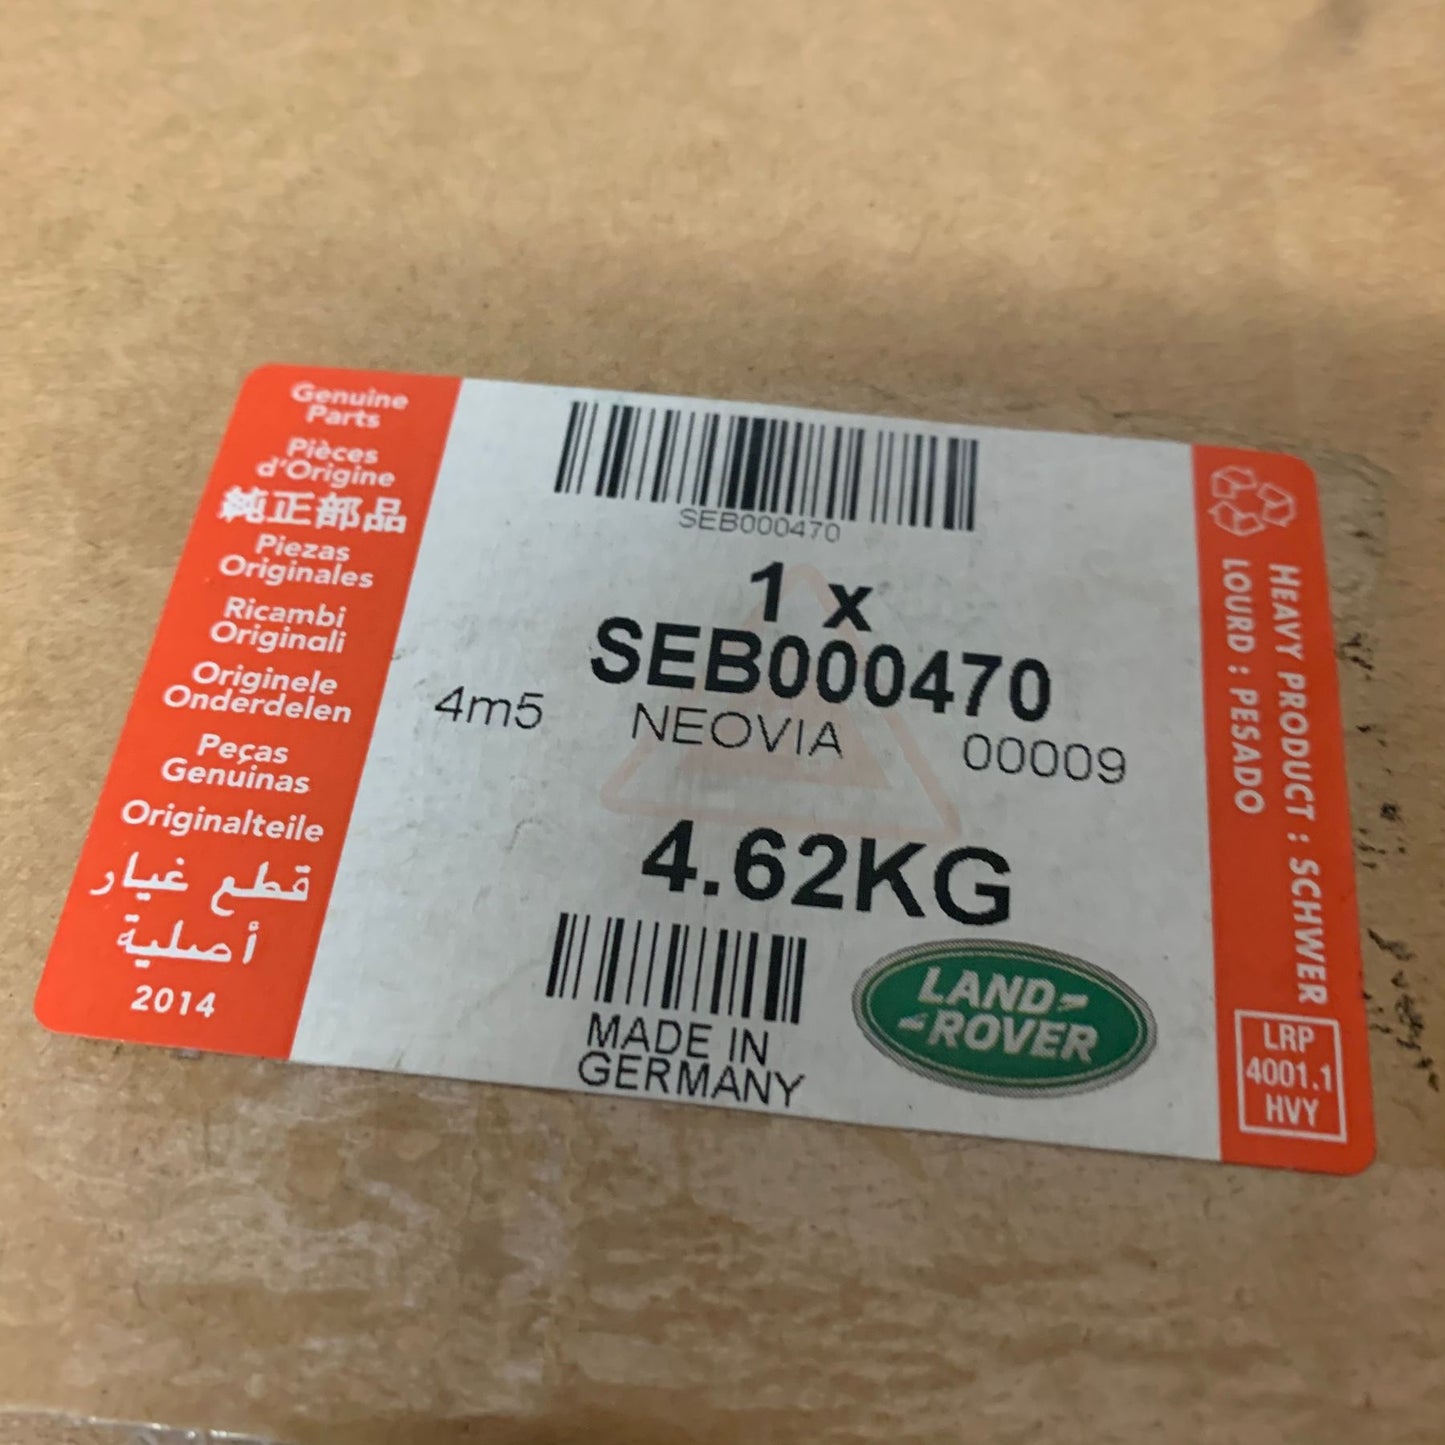 Genuine
Parts
Pièces
d'Origine
純正部品
Piezas
Originales
Ricambi
Originali
Originele
Onderdelen
Peças
Genuinas
Originalteile
قطع غيار
أصلية
2014
SEB000470
1 x
SEB000470
4m5 NEOVIA 00009
4.62KG
MADE IN
GERMANY
LAND
ROVER
HEAVY PRODUCT : SCHWER
LOURD : PESADO
LRP
4001.1
HVY